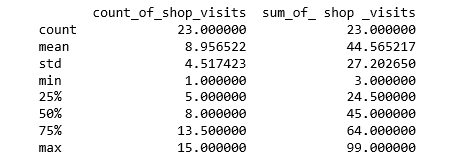 count_of_shop_visits sum_of_ shop _visits
count 23.000000 23.000000
mean 8.956522 44.565217
std 4.517423 27.202650
min 1.000000 3.000000
25% 5.000000 24.500000
50% 8.000000 45.000000
75% 13.500000 64.000000
max 15.000000 99.000000